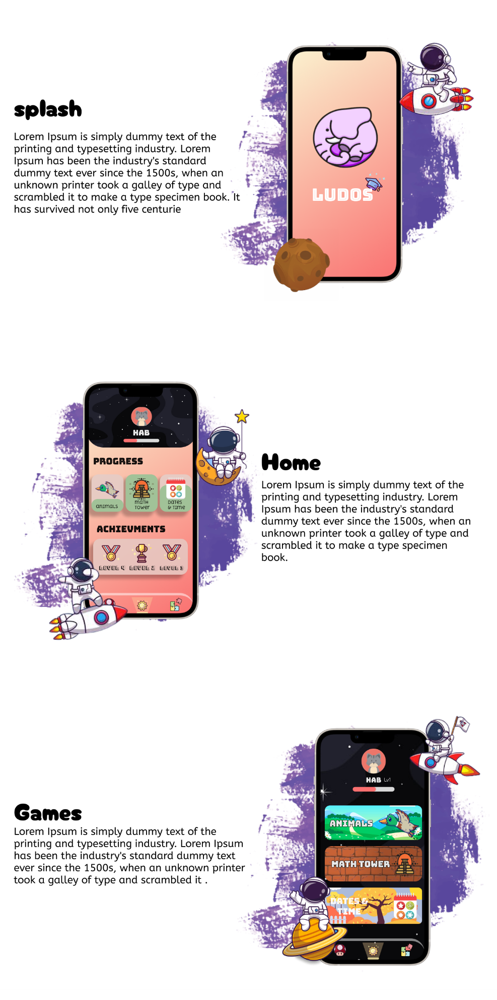 splash
Lorem Ipsum is simply dummy text of the
printing and typesetting industry. Lorem
Ipsum has been the industry's standard
dummy text ever since the 1500s, when an
unknown printer took a galley of type and
scrambled it to make a type specimen book. It
has survived not only five centurie
LUDOS
HAB
PROGRESS
animals
math
tower
Dates
& Time
ACHIEVMENTS
LEVEL 4 LEVEL 2 LEVEL 3
Home
Lorem Ipsum is simply dummy text of the
printing and typesetting industry. Lorem
Ipsum has been the industry's standard
dummy text ever since the 1500s, when an
unknown printer took a galley of type and
scrambled it to make a type specimen
book.
Games
Lorem Ipsum is simply dummy text of the
printing and typesetting industry. Lorem Ipsum
has been the industry's standard dummy text
ever since the 1500s, when an unknown printer
took a galley of type and scrambled it .
HAB Lv1
ANIMALS
MATH TOWER
DATES &
TIME